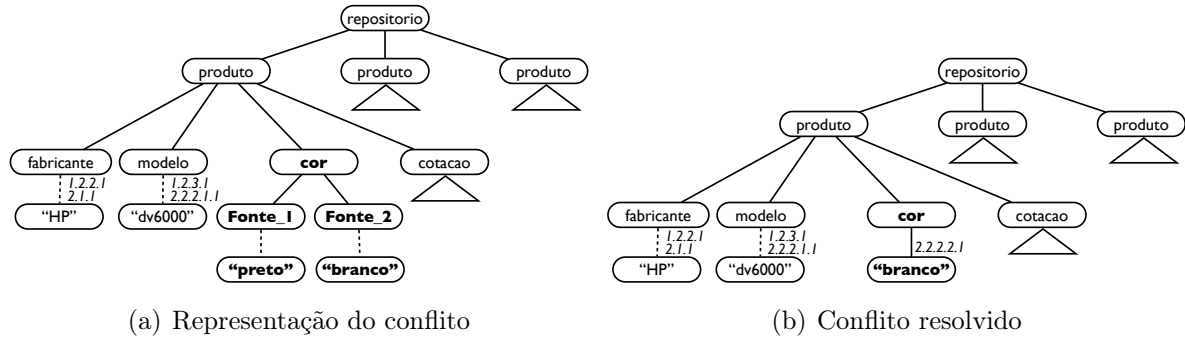 repositorio
produto produto produto
fabricante modelo cor cotacao
1.2.2.1 1.2.3.1
2.1.1 2.2.2.1.1
"HP" "dv6000" Fonte_1 Fonte_2
"preto" "branco"
(a) Representação do conflito
repositorio
produto produto produto
fabricante modelo cor cotacao
1.2.2.1 1.2.3.1
2.1.1 2.2.2.1.1 2.2.2.2.1
"HP" "dv6000" "branco"
(b) Conflito resolvido